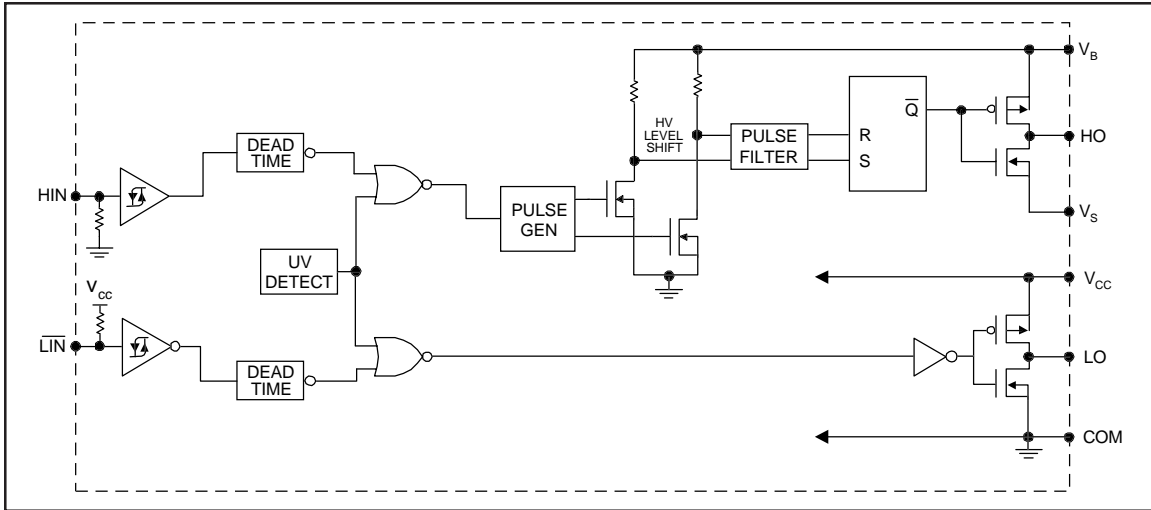 V_B
HV
LEVEL
SHIFT
Q̅
DEAD
TIME
PULSE
FILTER
R
S
HO
HIN
PULSE
GEN
V_S
UV
DETECT
V_CC
V_CC
L̅I̅N̅
DEAD
TIME
LO
COM